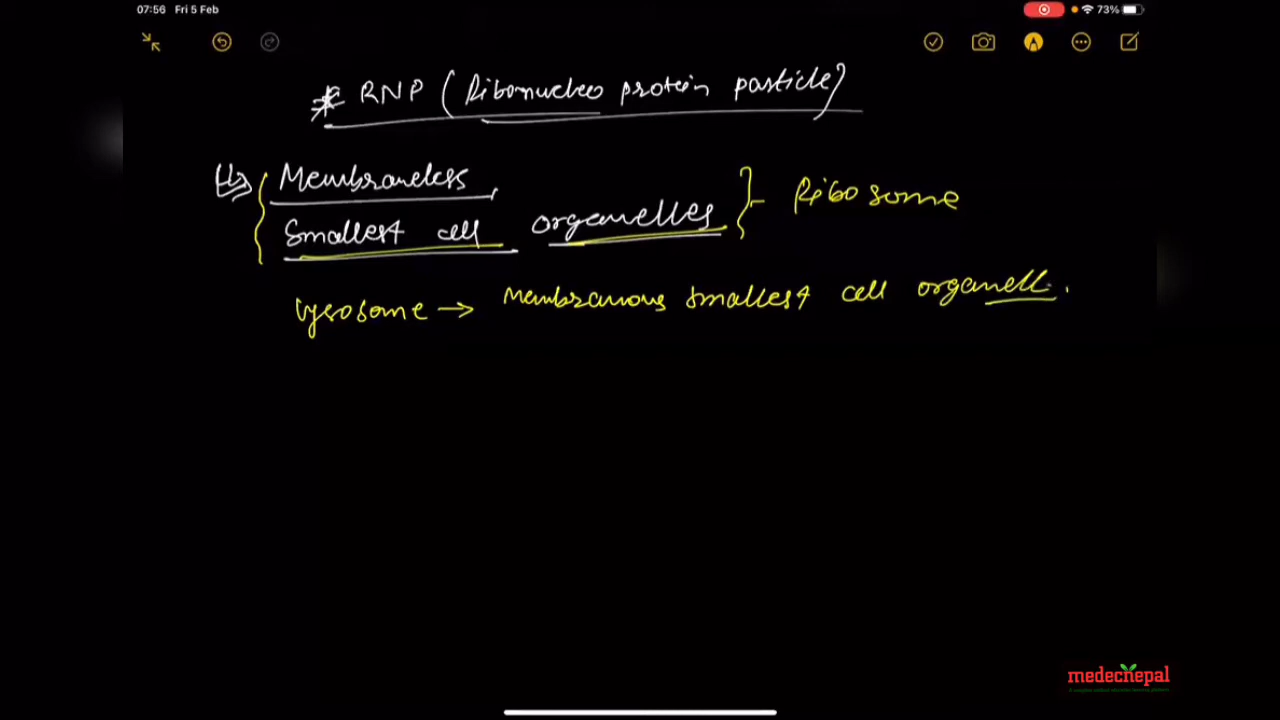 07:56 Fri 5 Feb 73%
* RNP (Ribonucleo protein particle)
Membraneless
Smallest cell organelles } - Ribosome
Lysosome → Membranous smallest cell organell.
medecnepal